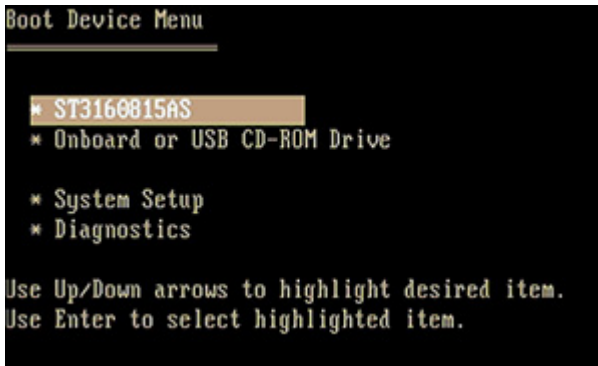 Boot Device Menu
* ST3160815AS
* Onboard or USB CD-ROM Drive
* System Setup
* Diagnostics
Use Up/Down arrows to highlight desired item.
Use Enter to select highlighted item.